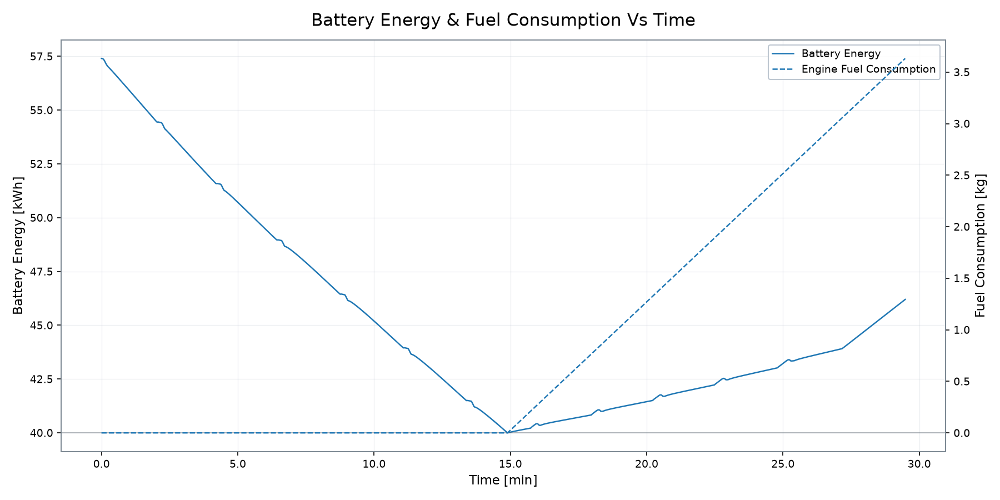 Battery Energy & Fuel Consumption Vs Time
Battery Energy
Engine Fuel Consumption
Battery Energy [kWh]
57.5
55.0
52.5
50.0
47.5
45.0
42.5
40.0
3.5
3.0
2.5
2.0
1.5
1.0
0.5
0.0
Fuel Consumption [kg]
0.0 5.0 10.0 15.0 20.0 25.0 30.0
Time [min]